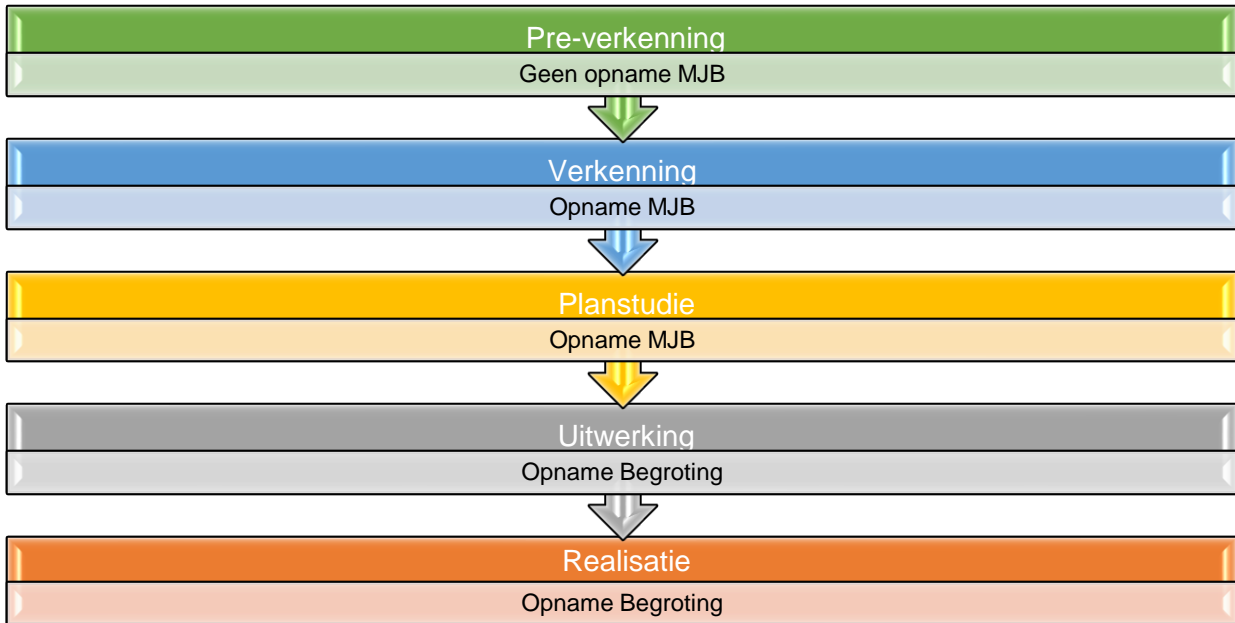 Pre-verkenning
Geen opname MJB
Verkenning
Opname MJB
Planstudie
Opname MJB
Uitwerking
Opname Begroting
Realisatie
Opname Begroting